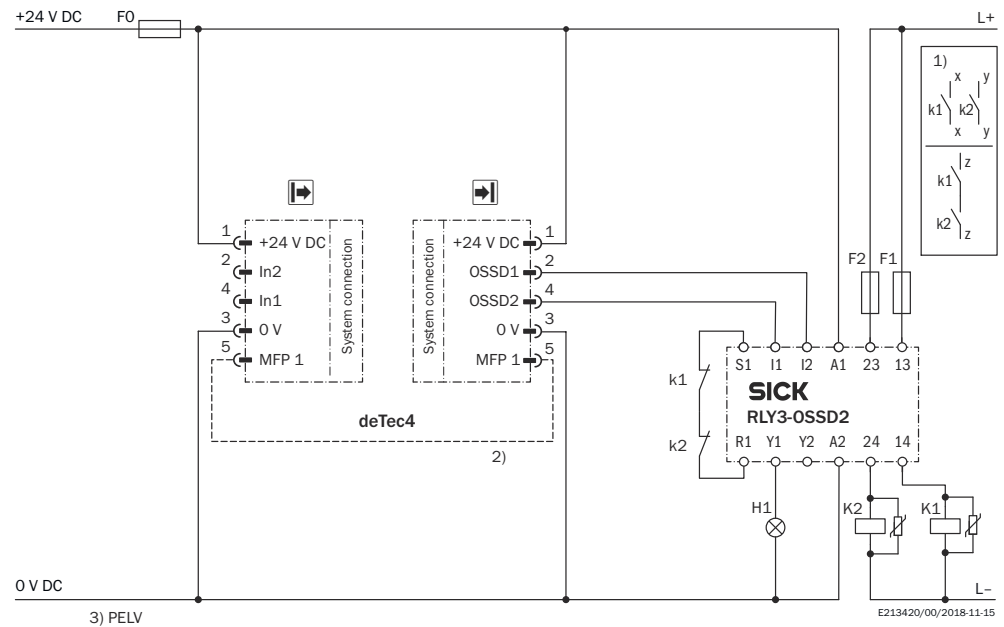 +24 V DC
F0
L+
1)
x
y
k1
k2
x
y
z
k1
k2
z
1
+24 V DC
2
In2
4
In1
3
0 V
5
MFP 1
System connection
System connection
+24 V DC
1
OSSD1
2
OSSD2
4
0 V
3
MFP 1
5
deTec4
2)
F2
F1
k1
k2
S1
I1
I2
A1
23
13
SICK
RLY3-OSSD2
R1
Y1
Y2
A2
24
14
H1
K2
K1
0 V DC
L–
3) PELV
E213420/00/2018-11-15